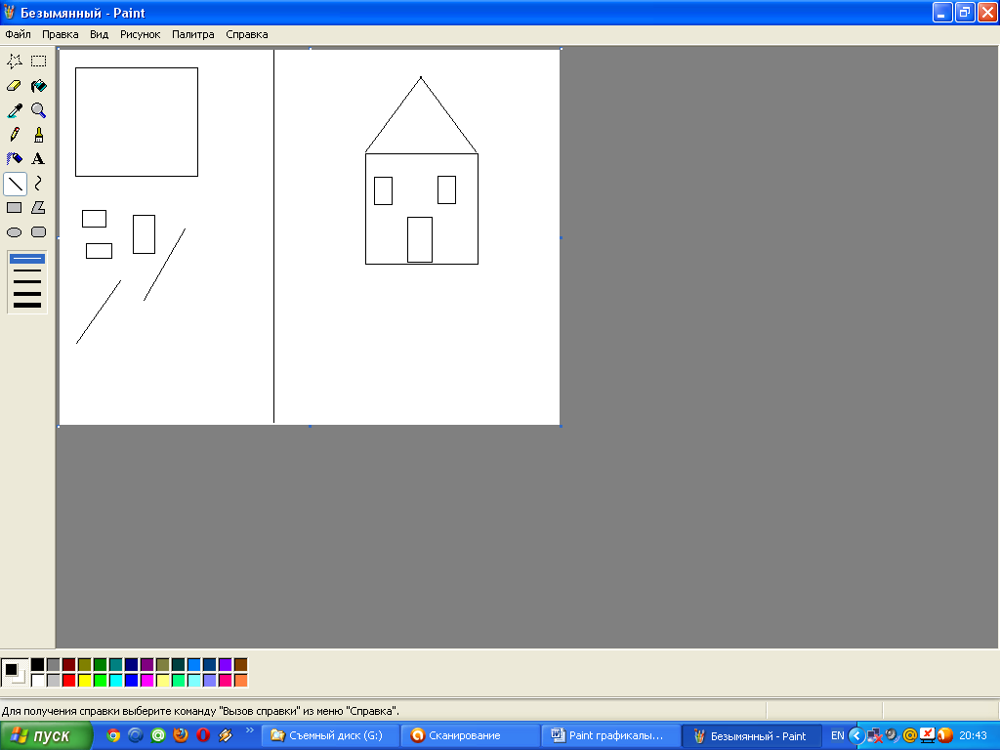 Безымянный - Paint
Файл Правка Вид Рисунок Палитра Справка
A
Для получения справки выберите команду "Вызов справки" из меню "Справка".
пуск
Съемный диск (G:)
Сканирование
Paint графикалы...
Безымянный - Paint
EN
20:43